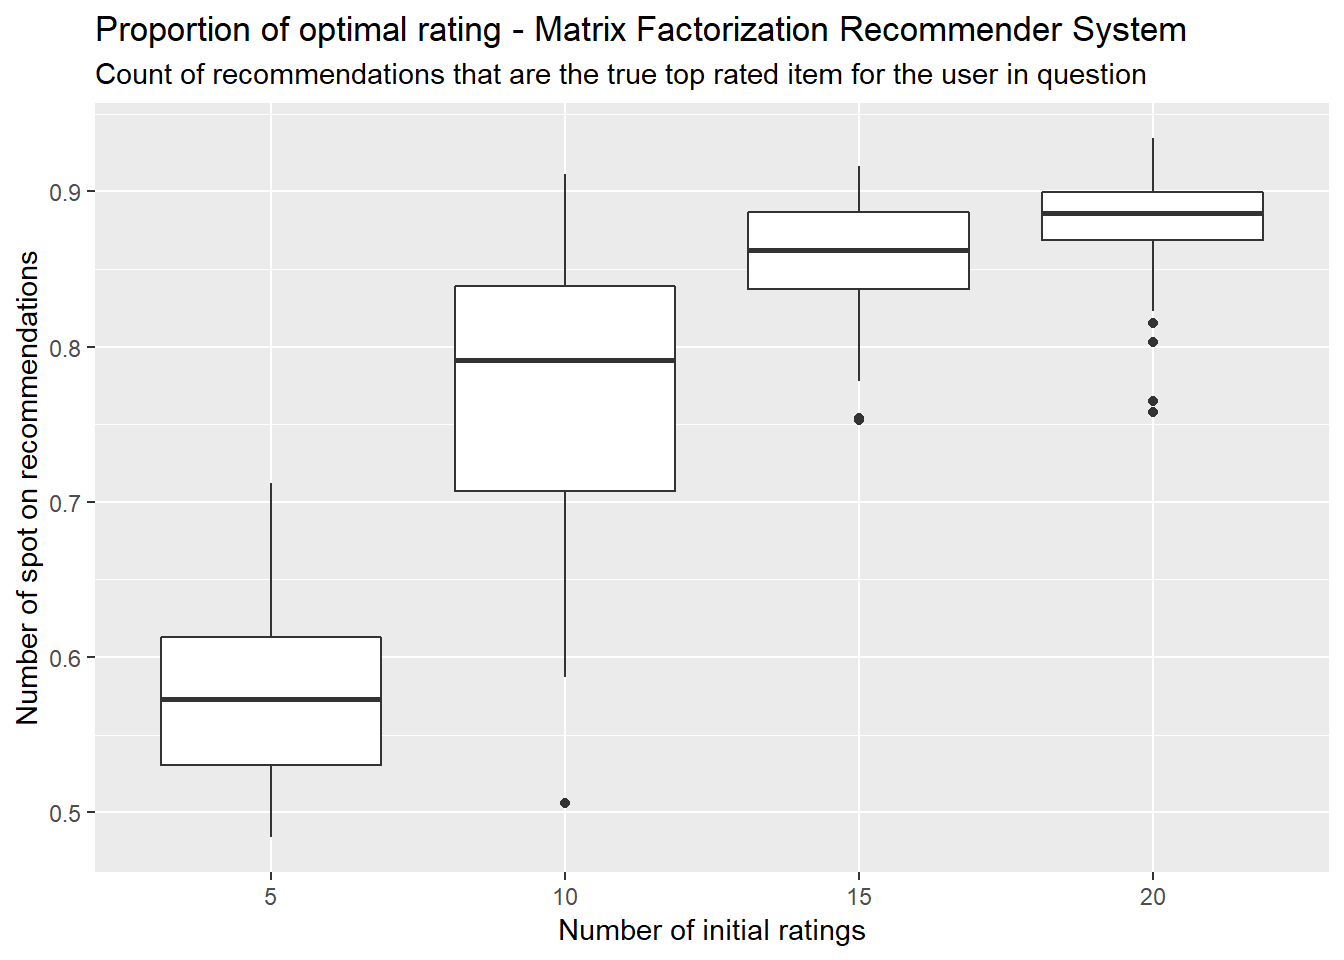 Proportion of optimal rating - Matrix Factorization Recommender System
Count of recommendations that are the true top rated item for the user in question
Number of spot on recommendations
0.9
0.8
0.7
0.6
0.5
5 10 15 20
Number of initial ratings